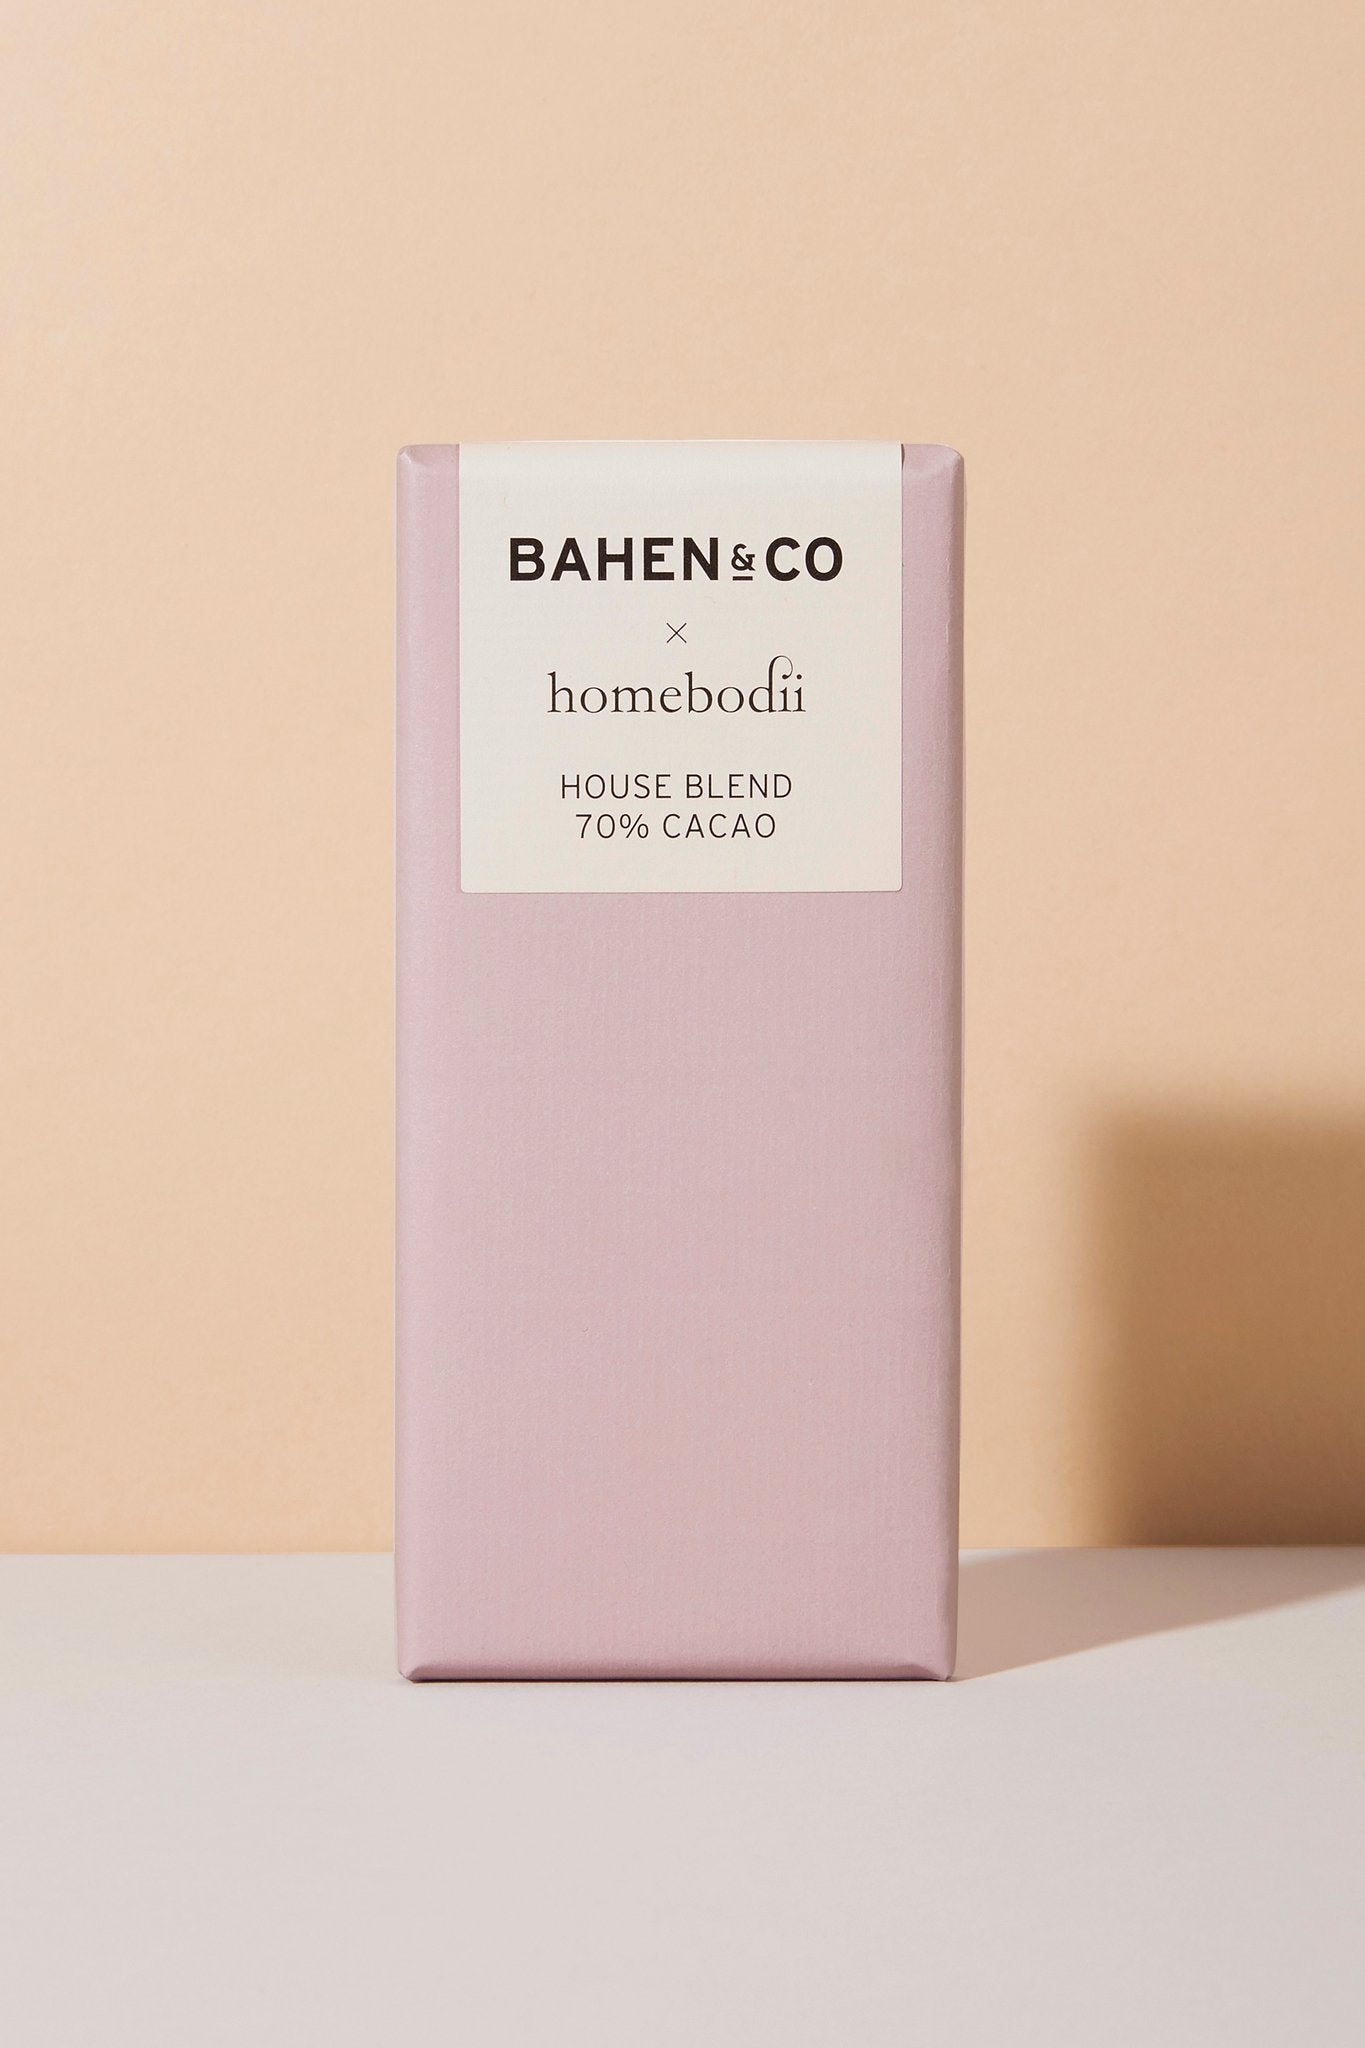 BAHEN & CO
×
homebodii
HOUSE BLEND
70% CACAO